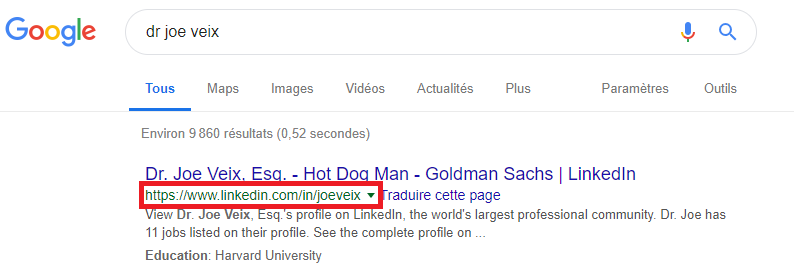 Google dr joe veix
Tous Maps Images Vidéos Actualités Plus Paramètres Outils
Environ 9 860 résultats (0,52 secondes)
Dr. Joe Veix, Esq. - Hot Dog Man - Goldman Sachs | LinkedIn
https://www.linkedin.com/in/joeveix Traduire cette page
View Dr. Joe Veix, Esq.'s profile on LinkedIn, the world's largest professional community. Dr. Joe has
11 jobs listed on their profile. See the complete profile on ...
Education: Harvard University